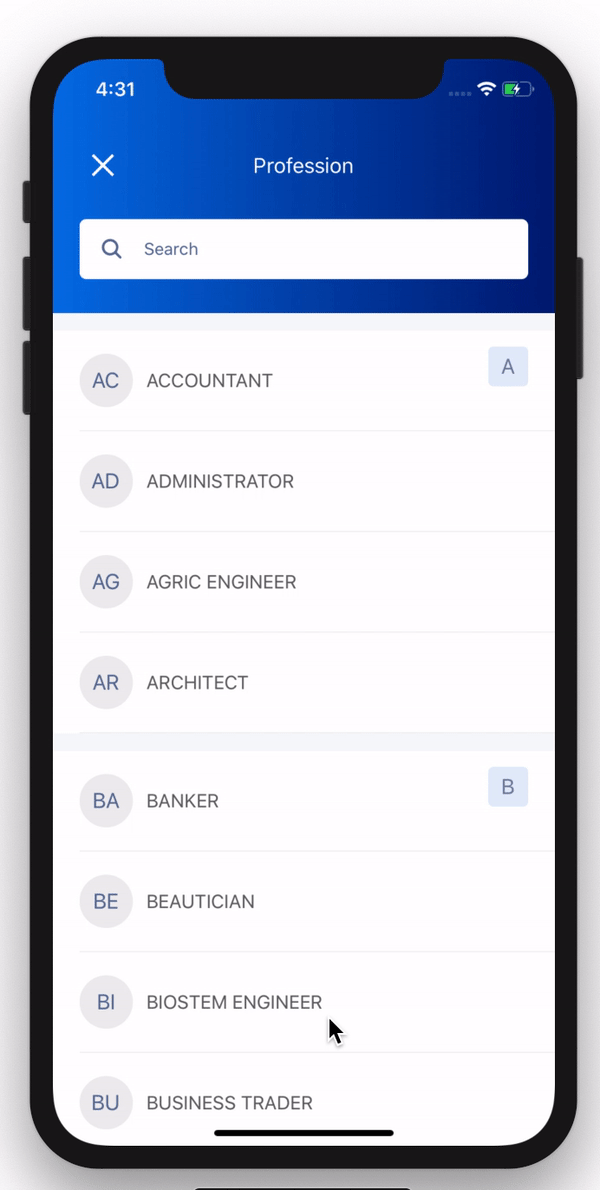 4:31
Profession
Search
A
AC ACCOUNTANT
AD ADMINISTRATOR
AG AGRIC ENGINEER
AR ARCHITECT
B
BA BANKER
BE BEAUTICIAN
BI BIOSTEM ENGINEER
BU BUSINESS TRADER